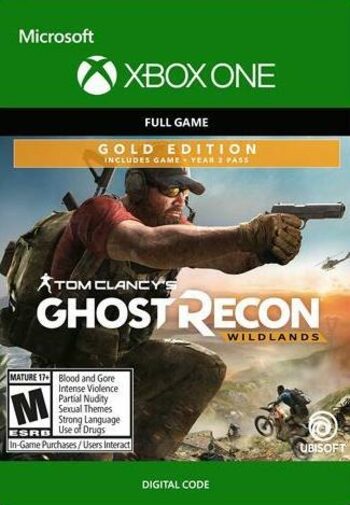 Microsoft
XBOX ONE
FULL GAME
GOLD EDITION
INCLUDES GAME + YEAR 2 PASS
TOM CLANCY'S
GHOST RECON
WILDLANDS
MATURE 17+
M
ESRB
Blood and Gore
Intense Violence
Partial Nudity
Sexual Themes
Strong Language
Use of Drugs
In-Game Purchases / Users Interact
UBISOFT
DIGITAL CODE